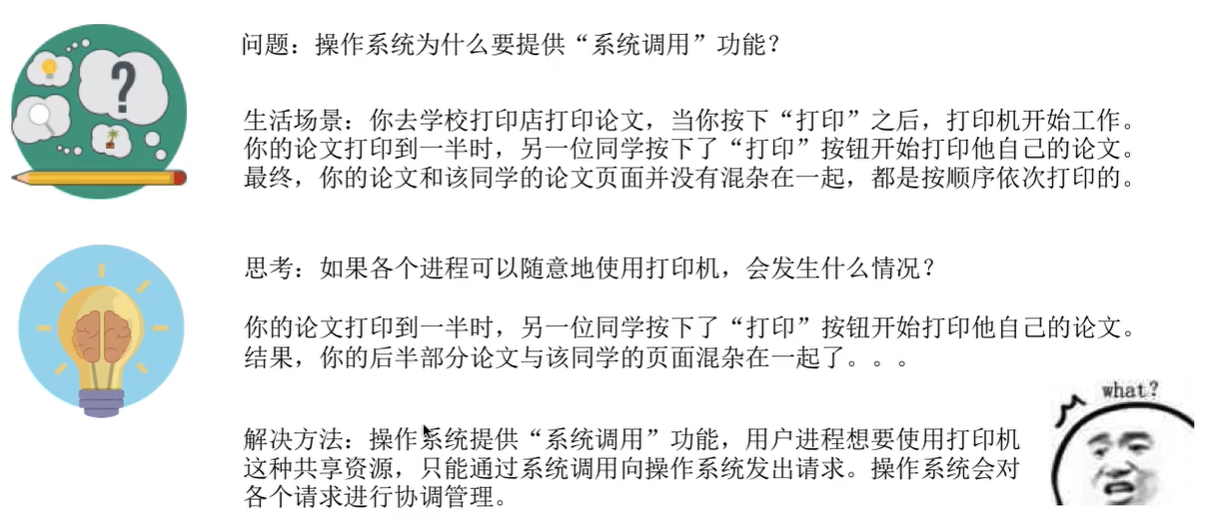 问题：操作系统为什么要提供“系统调用”功能？
生活场景：你去学校打印店打印论文，当你按下“打印”之后，打印机开始工作。
你的论文打印到一半时，另一位同学按下了“打印”按钮开始打印他自己的论文。
最终，你的论文和该同学的论文页面并没有混杂在一起，都是按顺序依次打印的。
思考：如果各个进程可以随意地使用打印机，会发生什么情况？
你的论文打印到一半时，另一位同学按下了“打印”按钮开始打印他自己的论文。
结果，你的后半部分论文与该同学的页面混杂在一起了。。。
what?
解决方法：操作系统提供“系统调用”功能，用户进程想要使用打印机
这种共享资源，只能通过系统调用向操作系统发出请求。操作系统会对
各个请求进行协调管理。